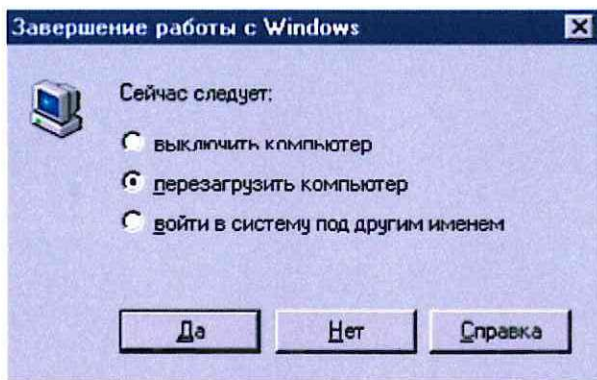 Завершение работы с Windows
Сейчас следует:
выключить компьютер
перезагрузить компьютер
войти в систему под другим именем
Да
Нет
Справка